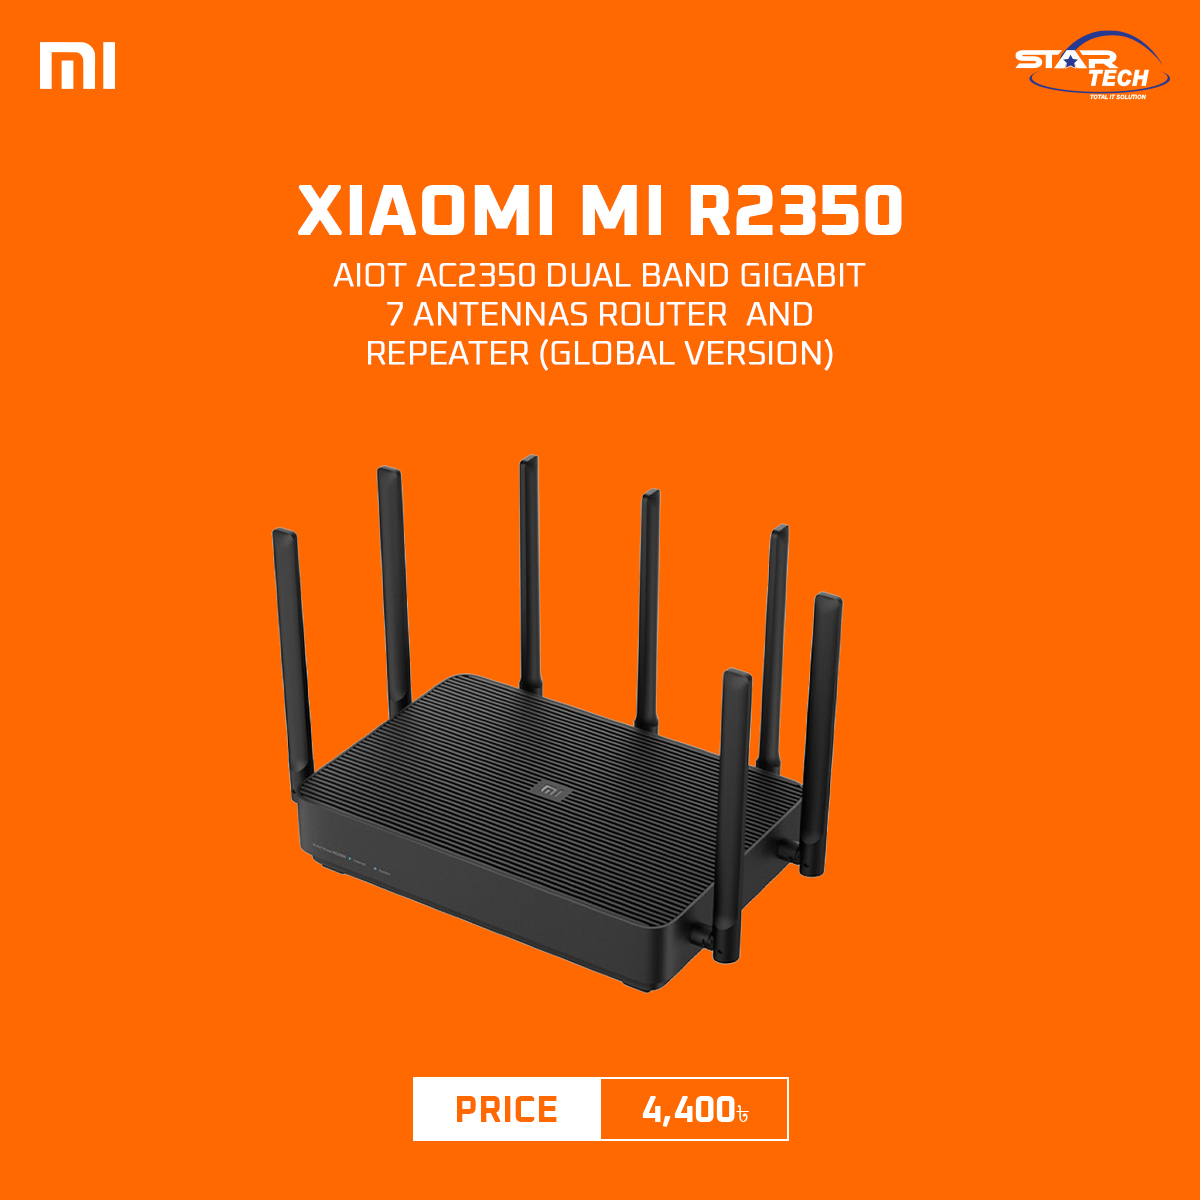 mi
STAR
TECH
TOTAL IT SOLUTION
XIAOMI MI R2350
AIOT AC2350 DUAL BAND GIGABIT
7 ANTENNAS ROUTER AND
REPEATER (GLOBAL VERSION)
mi
PRICE
4,400৳